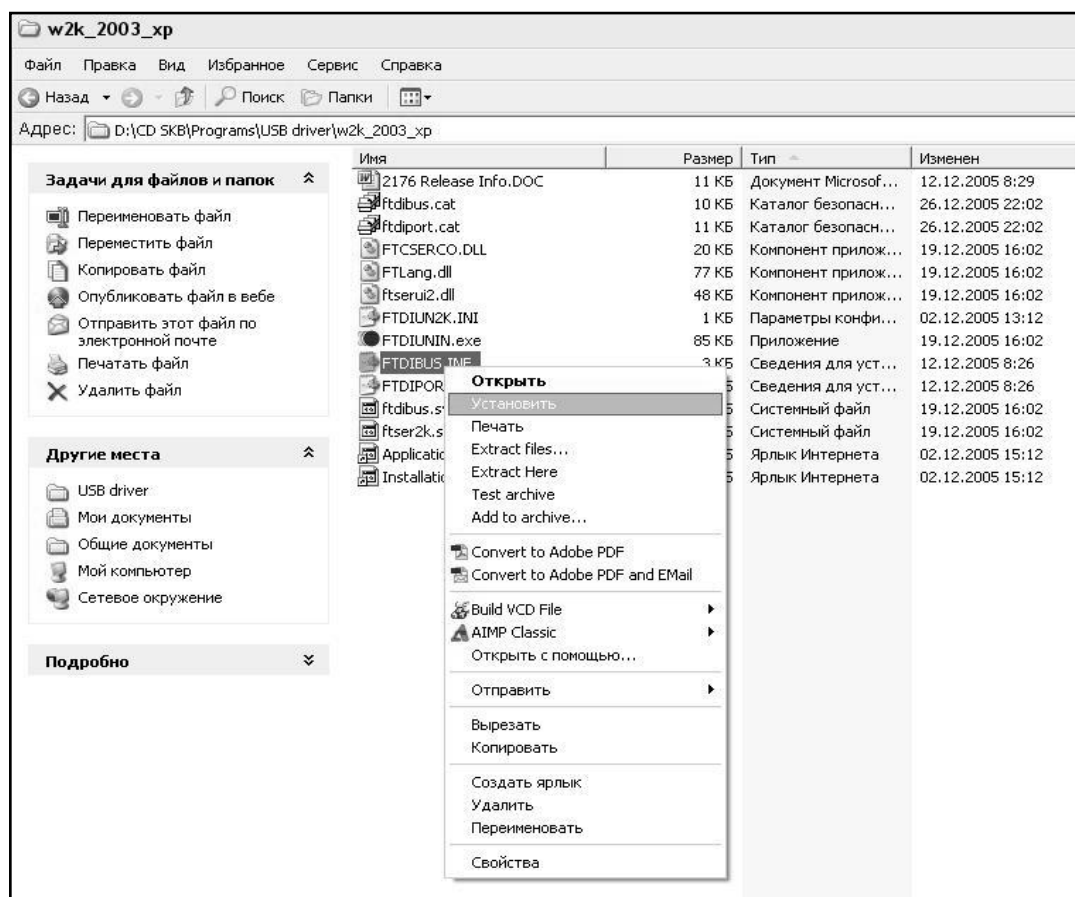 w2k_2003_xp
Файл Правка Вид Избранное Сервис Справка
Назад Поиск Папки
Адрес: D:\CD SKB\Programs\USB driver\w2k_2003_xp
Задачи для файлов и папок
Переименовать файл
Переместить файл
Копировать файл
Опубликовать файл в вебе
Отправить этот файл по
электронной почте
Печатать файл
Удалить файл
Другие места
USB driver
Мои документы
Общие документы
Мой компьютер
Сетевое окружение
Подробно
Имя Размер Тип Изменен
2176 Release Info.DOC 11 КБ Документ Microsof... 12.12.2005 8:29
ftdibus.cat 10 КБ Каталог безопасн... 26.12.2005 22:02
ftdiport.cat 11 КБ Каталог безопасн... 26.12.2005 22:02
FTCSERCO.DLL 20 КБ Компонент прилож... 19.12.2005 16:02
FTLang.dll 77 КБ Компонент прилож... 19.12.2005 16:02
ftserui2.dll 48 КБ Компонент прилож... 19.12.2005 16:02
FTDIUN2K.INI 1 КБ Параметры конфи... 02.12.2005 13:12
FTDIUNIN.exe 85 КБ Приложение 19.12.2005 16:02
FTDIBUS.INF 3 КБ Сведения для уст... 12.12.2005 8:26
FTDIPOR Б Сведения для уст... 12.12.2005 8:26
ftdibus.s Б Системный файл 19.12.2005 16:02
ftser2k.s Б Системный файл 19.12.2005 16:02
Applicatio Б Ярлык Интернета 02.12.2005 15:12
Installatio Б Ярлык Интернета 02.12.2005 15:12
Открыть
Установить
Печать
Extract files...
Extract Here
Test archive
Add to archive...
Convert to Adobe PDF
Convert to Adobe PDF and EMail
Build VCD File
AIMP Classic
Открыть с помощью...
Отправить
Вырезать
Копировать
Создать ярлык
Удалить
Переименовать
Свойства